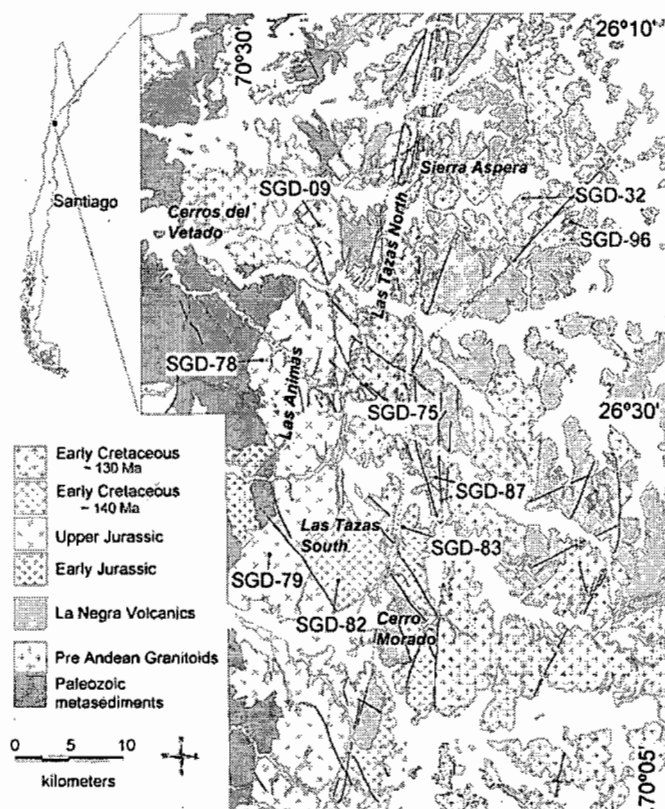 70°30'
26°10'
Santiago
Sierra Aspera
SGD-09
SGD-32
Cerros del
Vetado
SGD-96
Las Tazas North
SGD-78
Las Animas
SGD-75
26°30'
Early Cretaceous
~ 130 Ma
Early Cretaceous
~ 140 Ma
Upper Jurassic
Early Jurassic
La Negra Volcanics
Pre Andean Granitoids
Paleozoic
metasediments
SGD-87
Las Tazas
South
SGD-83
SGD-79
SGD-82
Cerro
Morado
0 5 10
kilometers
70°05'